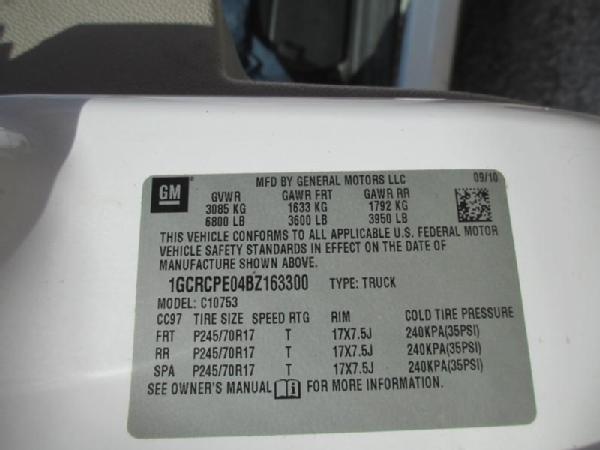 GM
MFD BY GENERAL MOTORS LLC 09/10
GVWR GAWR FRT GAWR RR
3085 KG 1633 KG 1792 KG
6800 LB 3600 LB 3950 LB
THIS VEHICLE CONFORMS TO ALL APPLICABLE U.S. FEDERAL MOTOR
VEHICLE SAFETY STANDARDS IN EFFECT ON THE DATE OF
MANUFACTURE SHOWN ABOVE.
1GCRCPE04BZ163300 TYPE: TRUCK
MODEL: C10753
CC97 TIRE SIZE SPEED RTG RIM COLD TIRE PRESSURE
FRT P245/70R17 T 17X7.5J 240KPA(35PSI)
RR P245/70R17 T 17X7.5J 240KPA(35PSI)
SPA P245/70R17 T 17X7.5J 240KPA(35PSI)
SEE OWNER'S MANUAL FOR MORE INFORMATION.